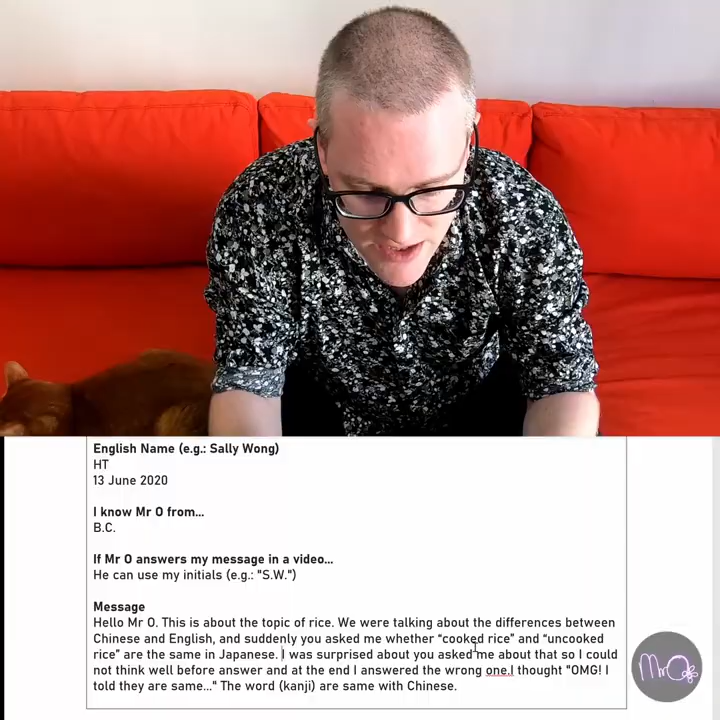 English Name (e.g.: Sally Wong)
HT
13 June 2020
I know Mr O from...
B.C.
If Mr O answers my message in a video...
He can use my initials (e.g.: "S.W.")
Message
Hello Mr O. This is about the topic of rice. We were talking about the differences between
Chinese and English, and suddenly you asked me whether “cooked rice” and “uncooked
rice” are the same in Japanese. I was surprised about you asked me about that so I could
not think well before answer and at the end I answered the wrong one.I thought "OMG! I
told they are same..." The word (kanji) are same with Chinese.
Mr O